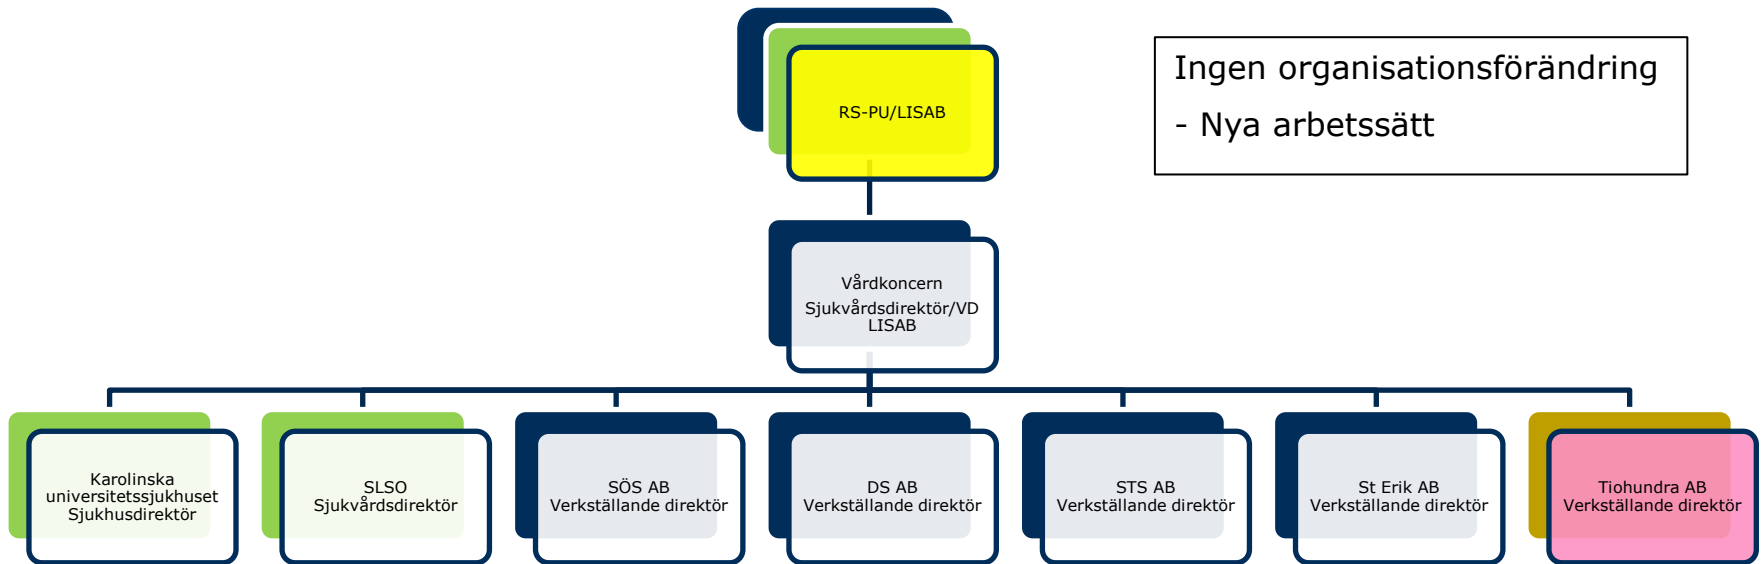 RS-PU/LISAB
Ingen organisationsförändring
- Nya arbetssätt
Vårdkoncern
Sjukvårdsdirektör/VD
LISAB
Karolinska
universitetssjukhuset
Sjukhusdirektör
SLSO
Sjukvårdsdirektör
SÖS AB
Verkställande direktör
DS AB
Verkställande direktör
STS AB
Verkställande direktör
St Erik AB
Verkställande direktör
Tiohundra AB
Verkställande direktör